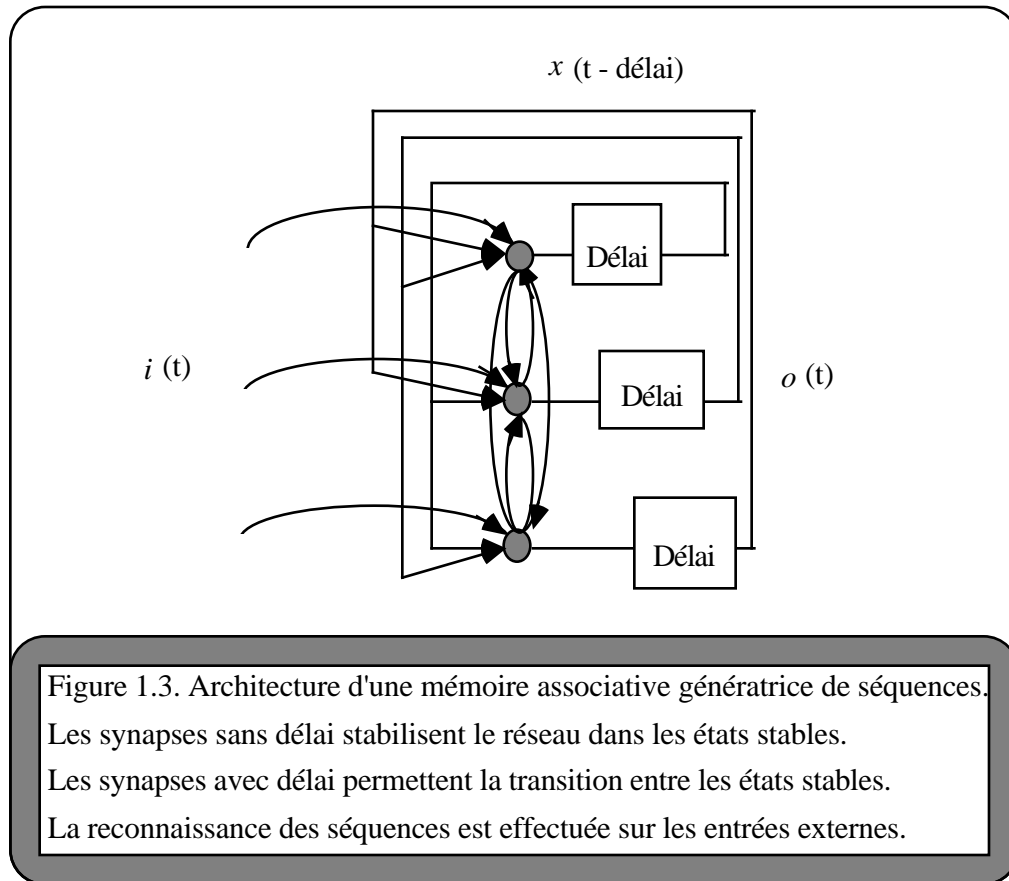 x (t - délai)
Délai
i (t)
Délai
o (t)
Délai
Figure 1.3. Architecture d'une mémoire associative génératrice de séquences.
Les synapses sans délai stabilisent le réseau dans les états stables.
Les synapses avec délai permettent la transition entre les états stables.
La reconnaissance des séquences est effectuée sur les entrées externes.